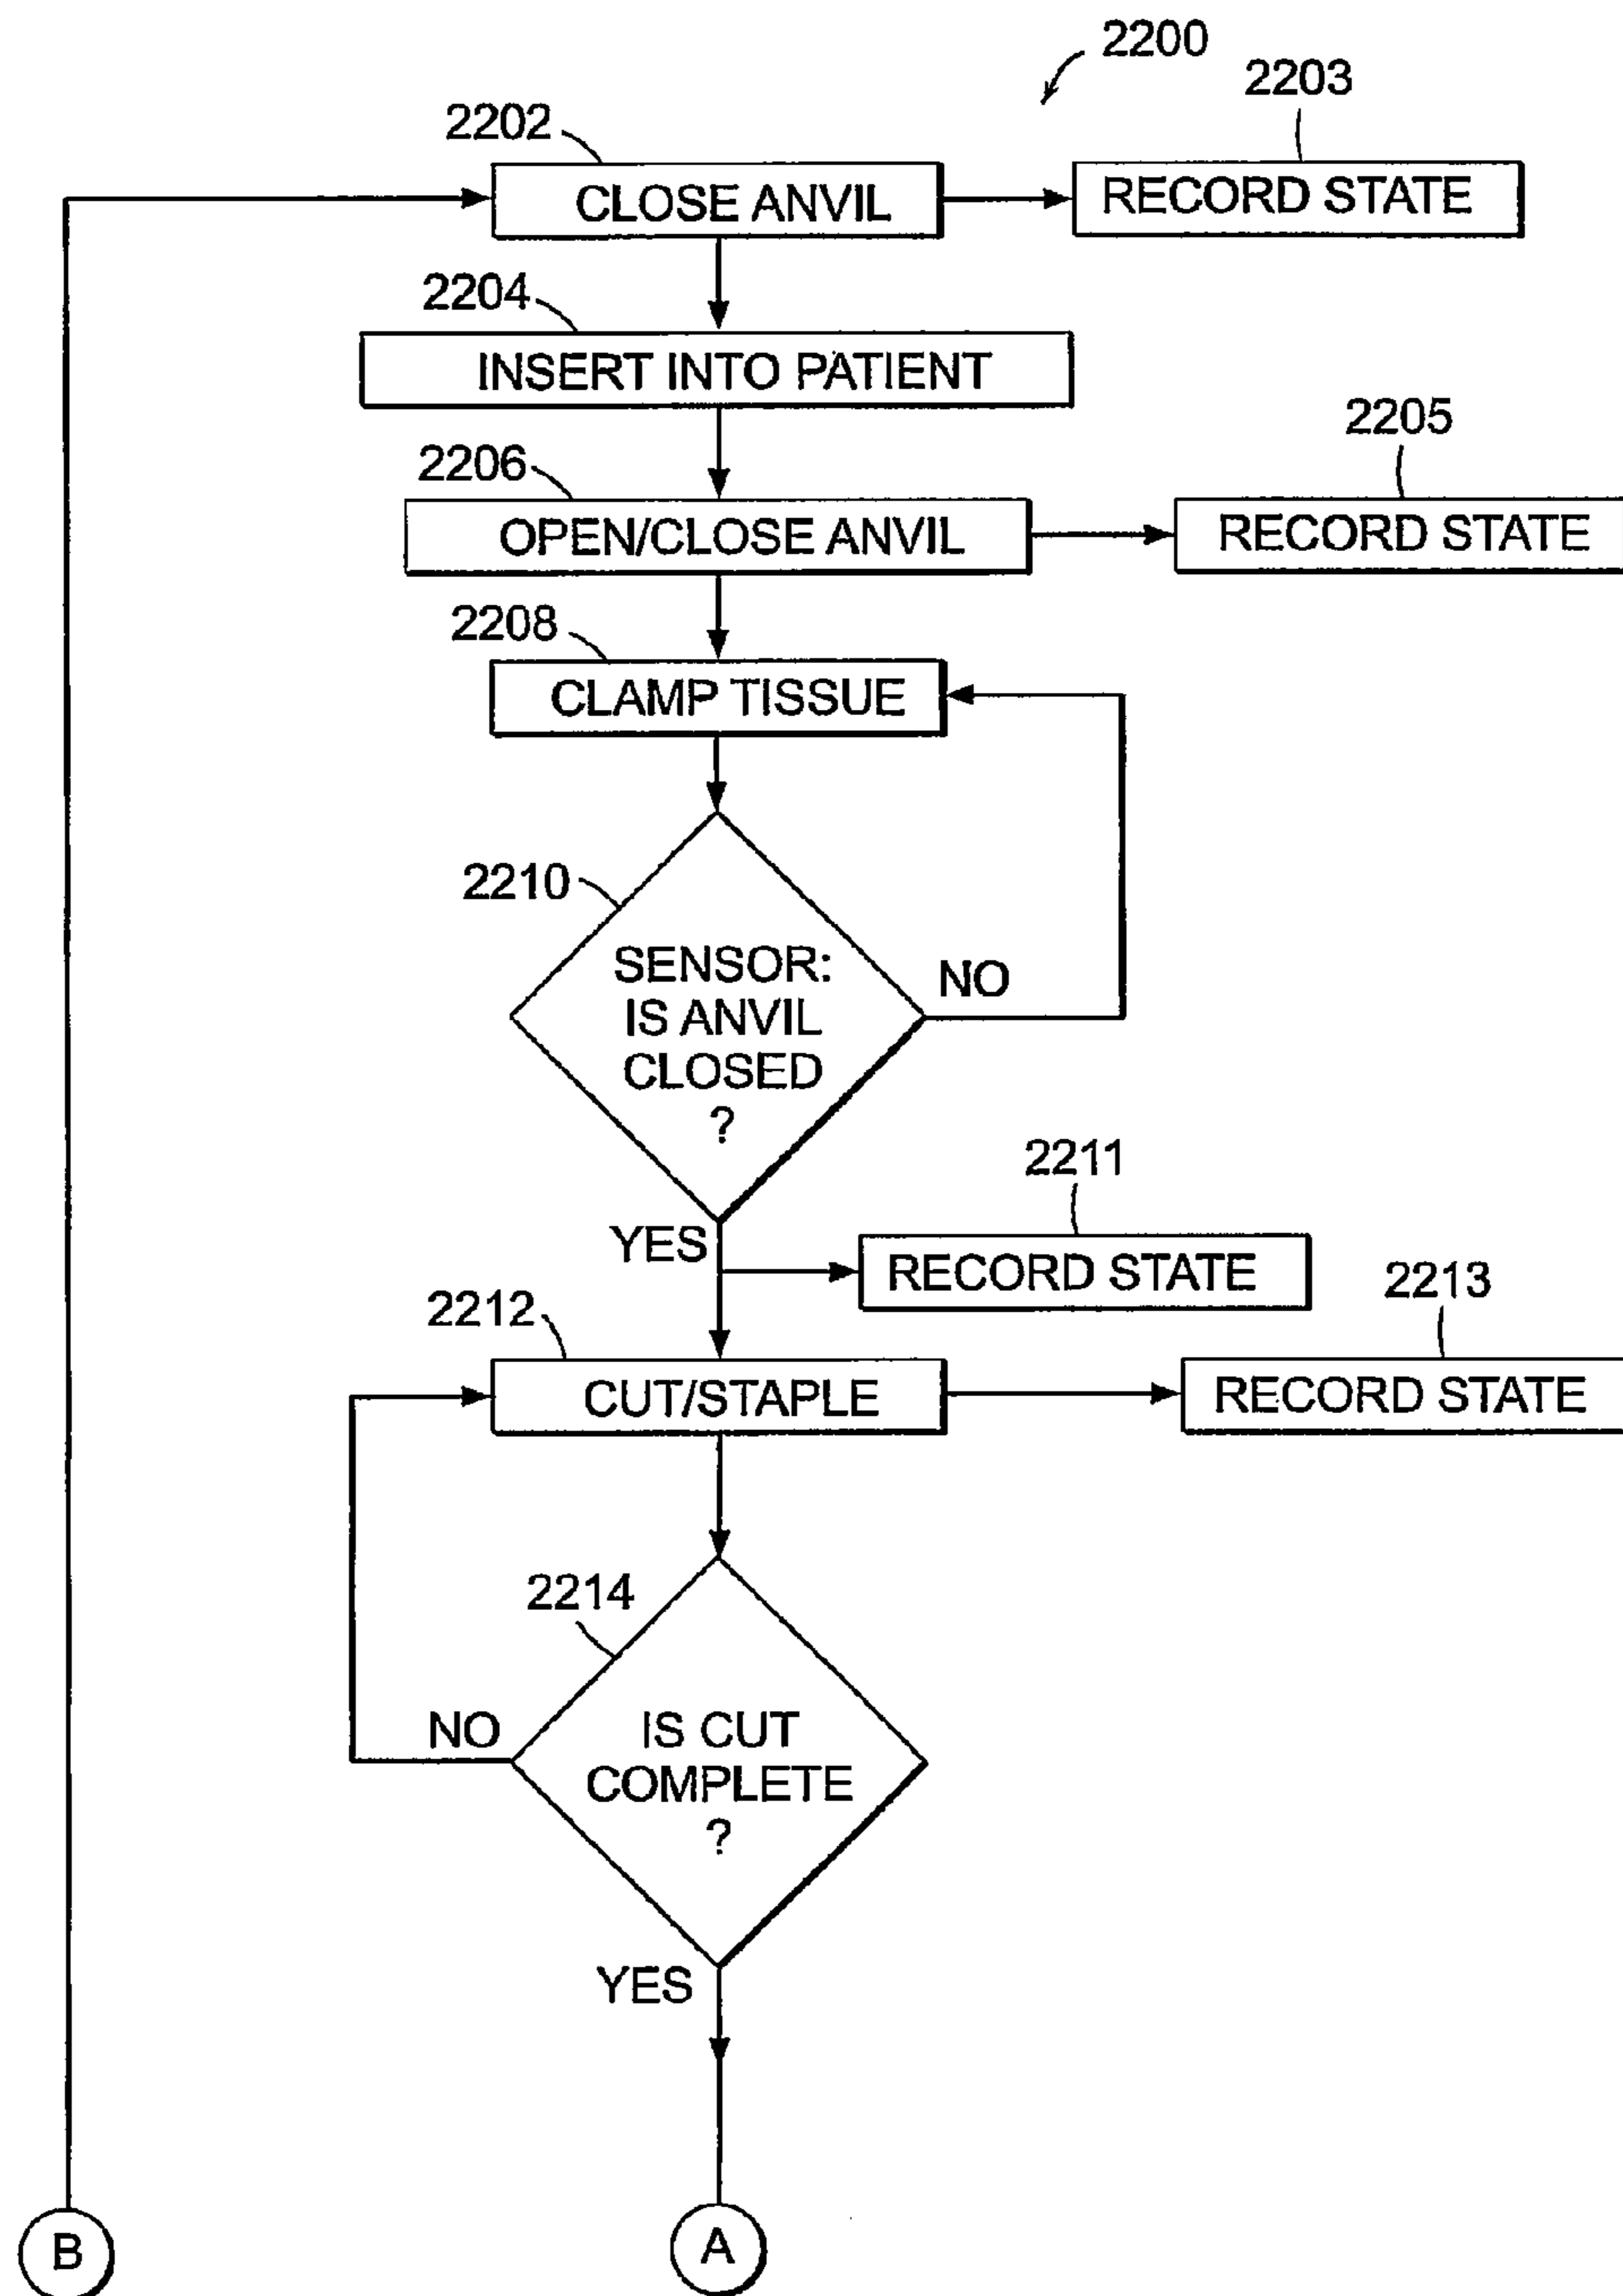 2200
2203
2202
CLOSE ANVIL
RECORD STATE
2204
INSERT INTO PATIENT
2205
2206
OPEN/CLOSE ANVIL
RECORD STATE
2208
CLAMP TISSUE
2210
SENSOR:
IS ANVIL
CLOSED
?
NO
2211
YES
RECORD STATE
2213
2212
CUT/STAPLE
RECORD STATE
2214
NO
IS CUT
COMPLETE
?
YES
B
A